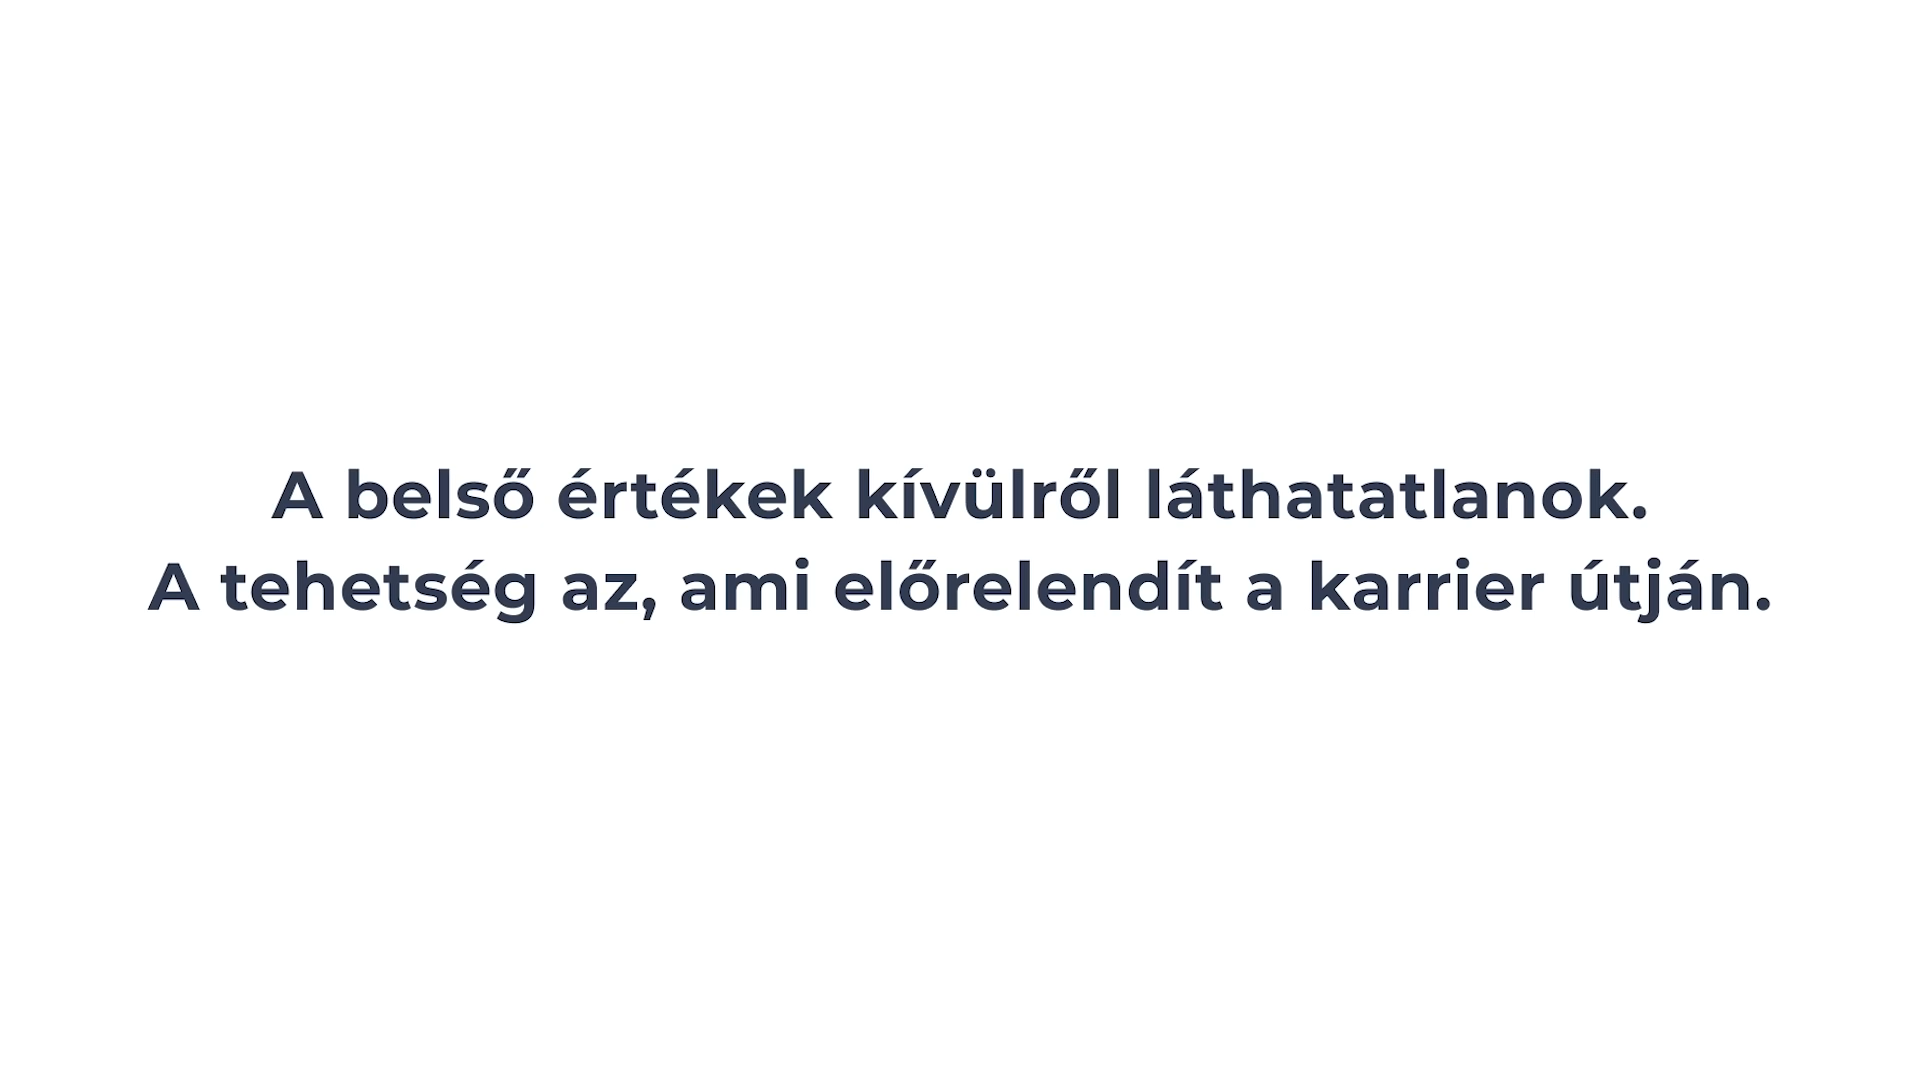 A belső értékek kívülről láthatatlanok.
A tehetség az, ami előrelendít a karrier útján.